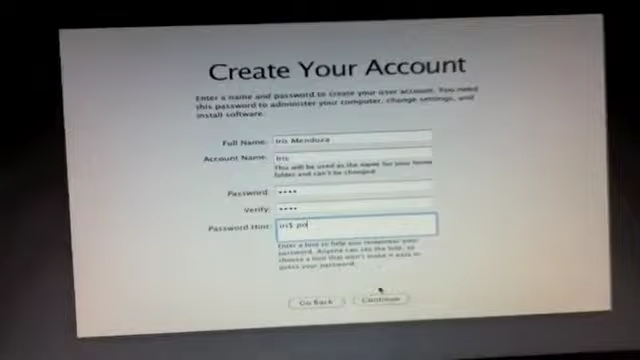 Create Your Account
Enter a name and password to create your user account. You need
this password to administer your computer, change settings, and
install software.
Full Name: Iris Mendoza
Account Name: Iris
This will be used as the name for your home
folder and can't be changed.
Password: ••••
Verify: ••••
Password Hint: iri$ po
Enter a hint to help you remember your
password. Anyone can see the hint, so
choose a hint that won't make it easy to
guess your password.
Go Back
Continue